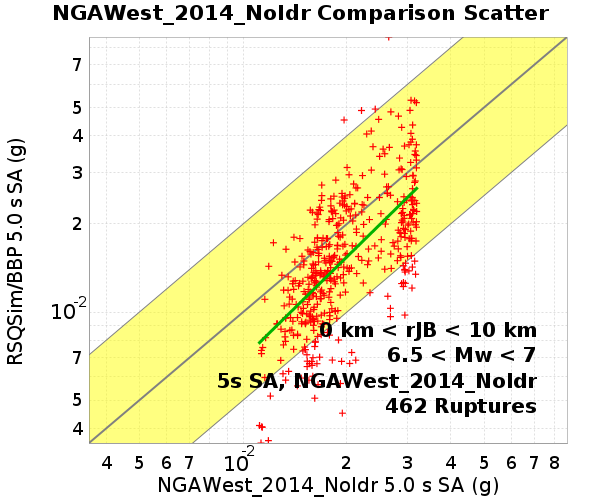 NGAWest_2014_NoIdr Comparison Scatter
RSQSim/BBP 5.0 s SA (g)
7
5
4
3
2
10-2
7
5
4
0 km < rJB < 10 km
6.5 < Mw < 7
5s SA, NGAWest_2014_NoIdr
462 Ruptures
4 5 6 7 10-2 2 3 4 5 6 7 8
NGAWest_2014_NoIdr 5.0 s SA (g)